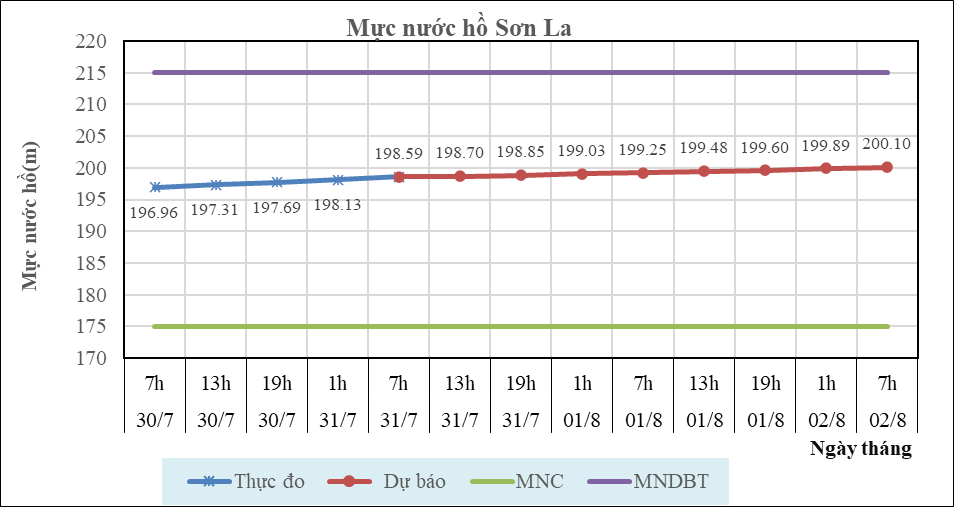 Mực nước hồ Sơn La
Mực nước hồ(m)
220
215
210
205
200
195
190
185
180
175
170
196.96 197.31 197.69 198.13 198.59 198.70 198.85 199.03 199.25 199.48 199.60 199.89 200.10
7h 13h 19h 1h 7h 13h 19h 1h 7h 13h 19h 1h 7h
30/7 30/7 30/7 31/7 31/7 31/7 31/7 01/8 01/8 01/8 01/8 02/8 02/8
Ngày tháng
Thực đo Dự báo MNC MNDBT